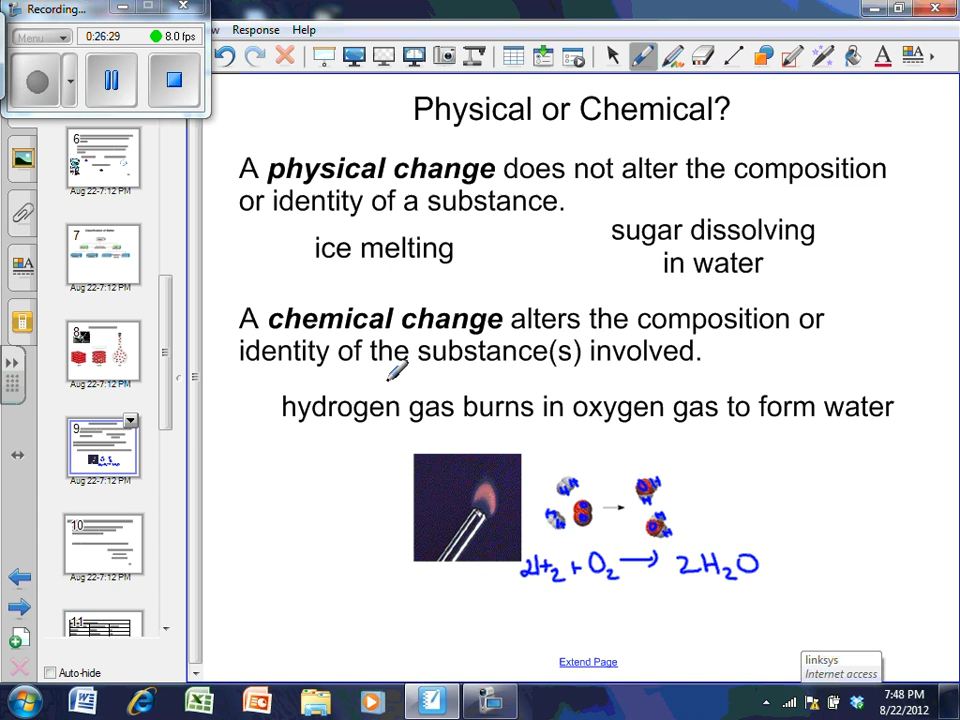 Recording...
Menu
0:26:29
8.0 fps
Response
Help
6
Aug 22-7:12 PM
7
Aug 22-7:12 PM
8
Aug 22-7:12 PM
9
Aug 22-7:12 PM
10
Aug 22-7:12 PM
11
Auto-hide
Physical or Chemical?
A physical change does not alter the composition
or identity of a substance.
ice melting
sugar dissolving
in water
A chemical change alters the composition or
identity of the substance(s) involved.
hydrogen gas burns in oxygen gas to form water
2H₂ + O₂ → 2H₂O
Extend Page
linksys
Internet access
7:48 PM
8/22/2012